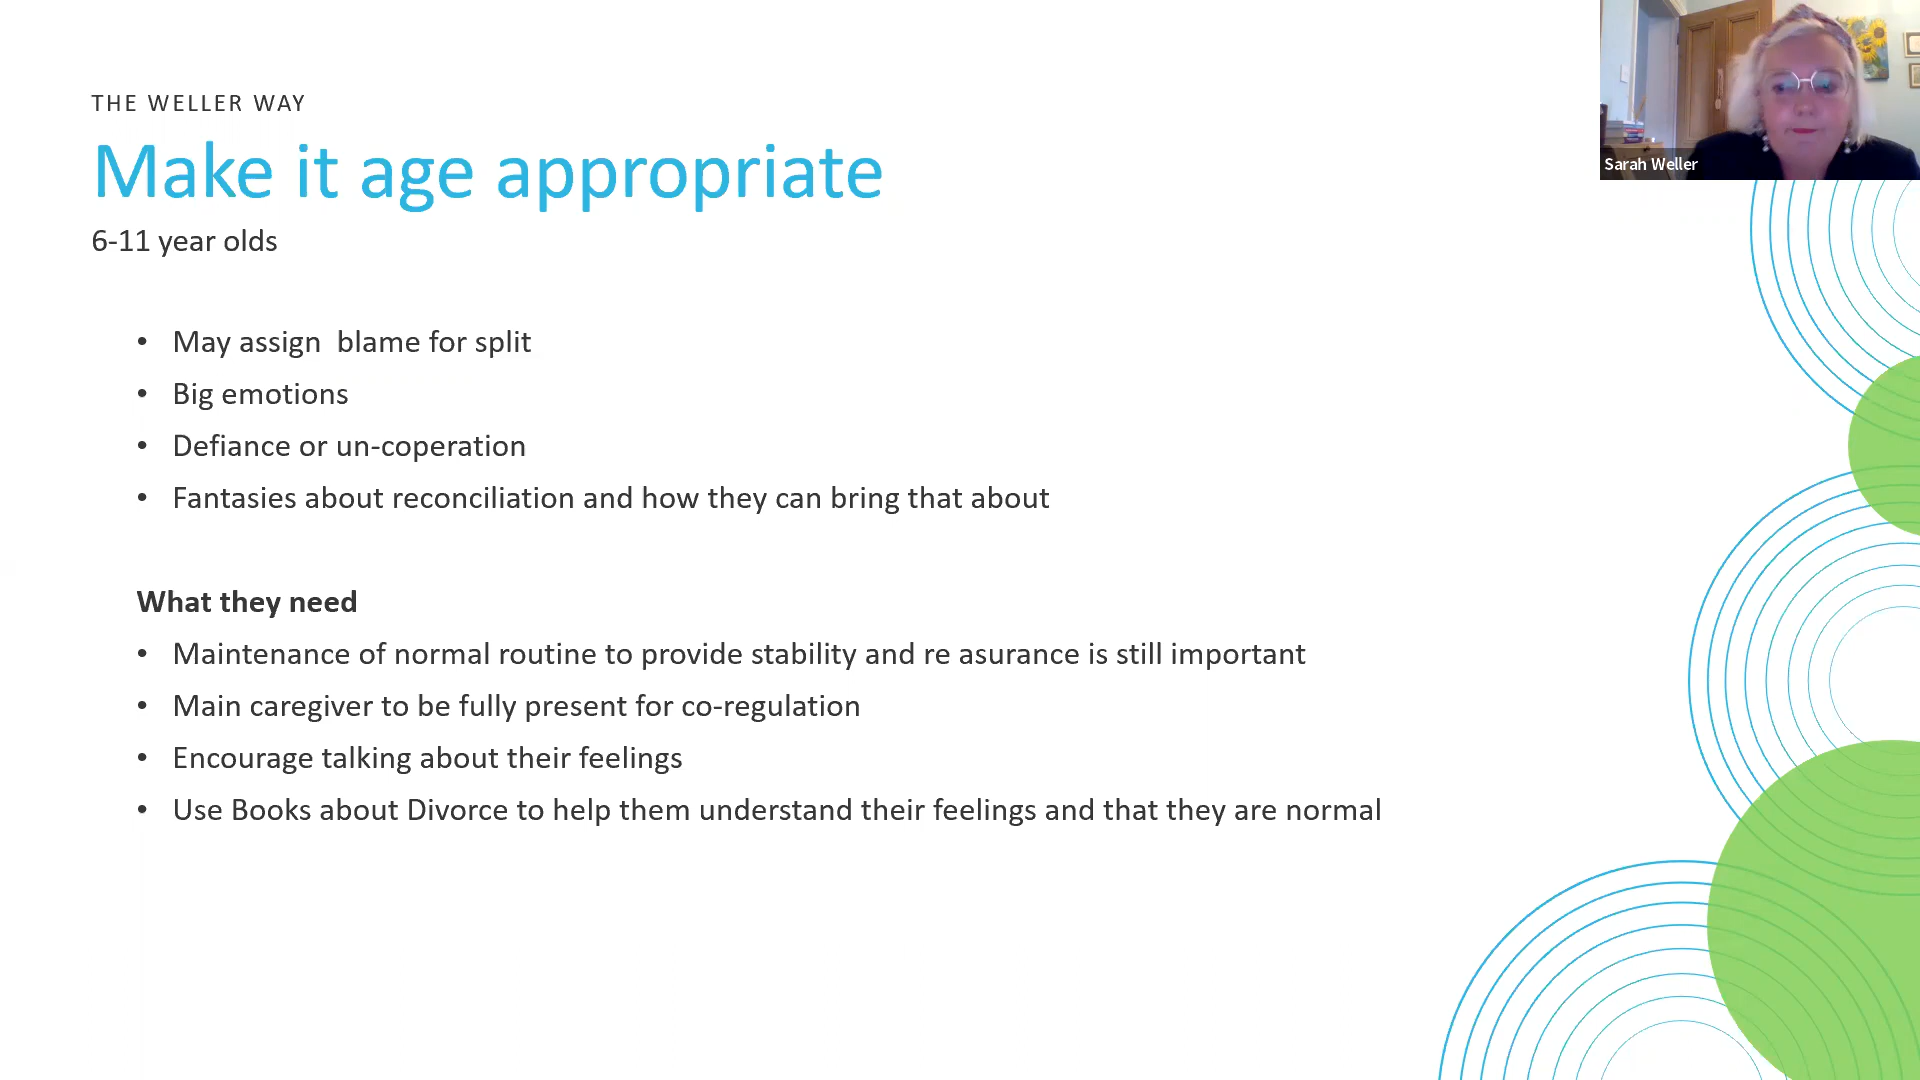 THE WELLER WAY
Make it age appropriate
6-11 year olds
• May assign  blame for split
• Big emotions
• Defiance or un-coperation
• Fantasies about reconciliation and how they can bring that about
What they need
• Maintenance of normal routine to provide stability and re asurance is still important
• Main caregiver to be fully present for co-regulation
• Encourage talking about their feelings
• Use Books about Divorce to help them understand their feelings and that they are normal
Sarah Weller